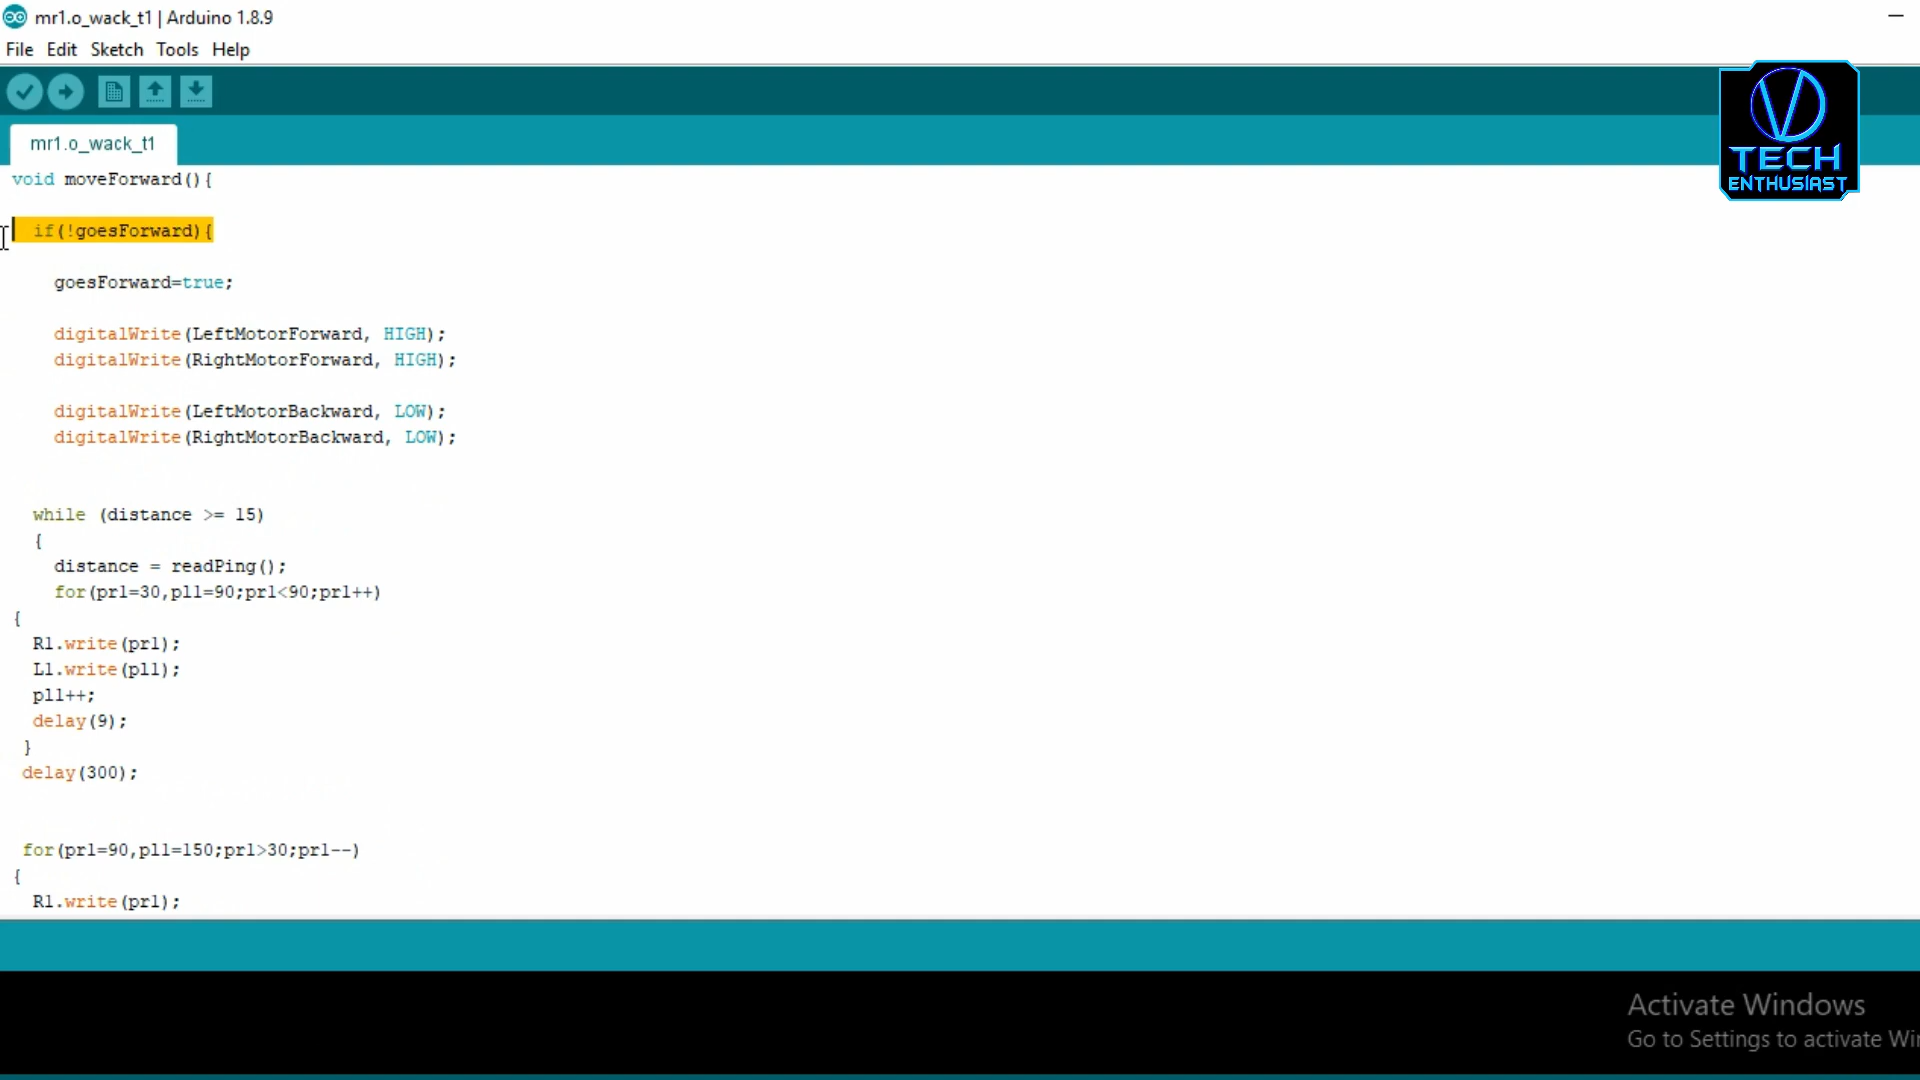 mr1.o_wack_t1 | Arduino 1.8.9
File Edit Sketch Tools Help
mr1.o_wack_t1
TECH
ENTHUSIAST
void moveForward(){
if(!goesForward){
goesForward=true;
digitalWrite(LeftMotorForward, HIGH);
digitalWrite(RightMotorForward, HIGH);
digitalWrite(LeftMotorBackward, LOW);
digitalWrite(RightMotorBackward, LOW);
while (distance >= 15)
{
distance = readPing();
for(pr1=30,pl1=90;pr1<90;pr1++)
{
R1.write(pr1);
L1.write(pl1);
pl1++;
delay(9);
}
delay(300);
for(pr1=90,pl1=150;pr1>30;pr1--)
{
R1.write(pr1);
Activate Windows
Go to Settings to activate Wi